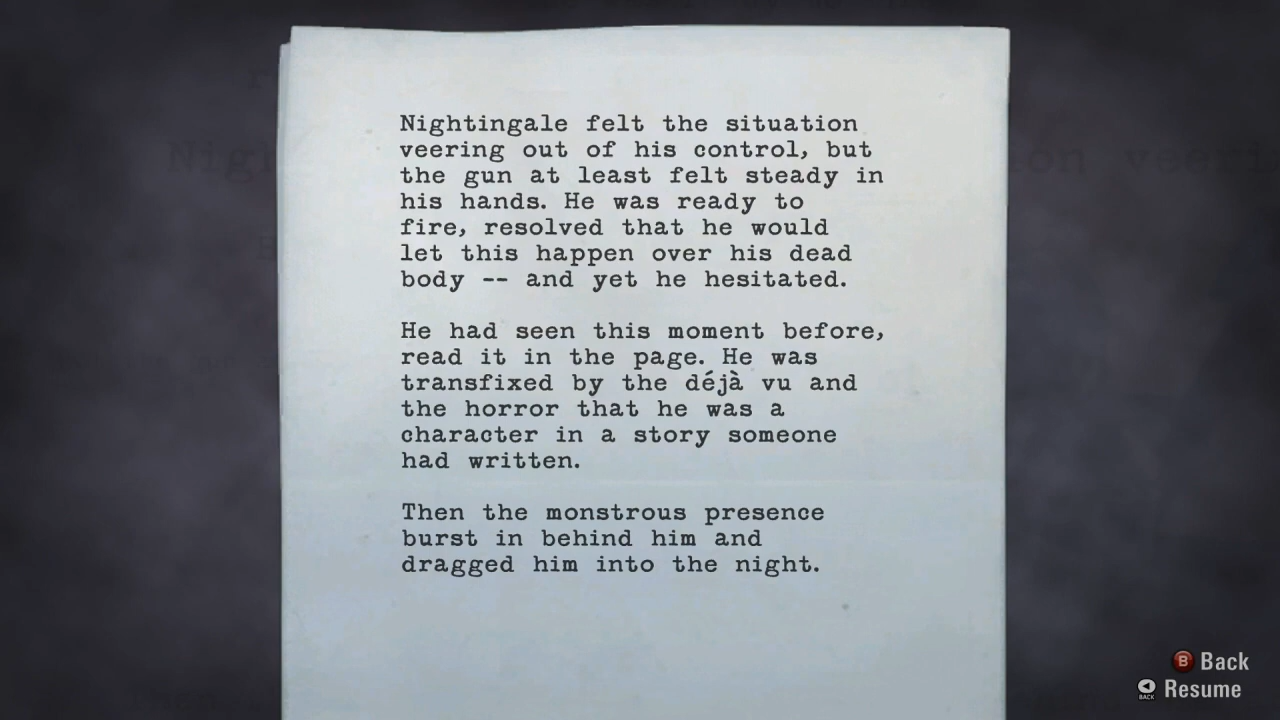 Nightingale felt the situation
veering out of his control, but
the gun at least felt steady in
his hands. He was ready to
fire, resolved that he would
let this happen over his dead
body -- and yet he hesitated.
He had seen this moment before,
read it in the page. He was
transfixed by the déjà vu and
the horror that he was a
character in a story someone
had written.
Then the monstrous presence
burst in behind him and
dragged him into the night.
B Back
BACK Resume